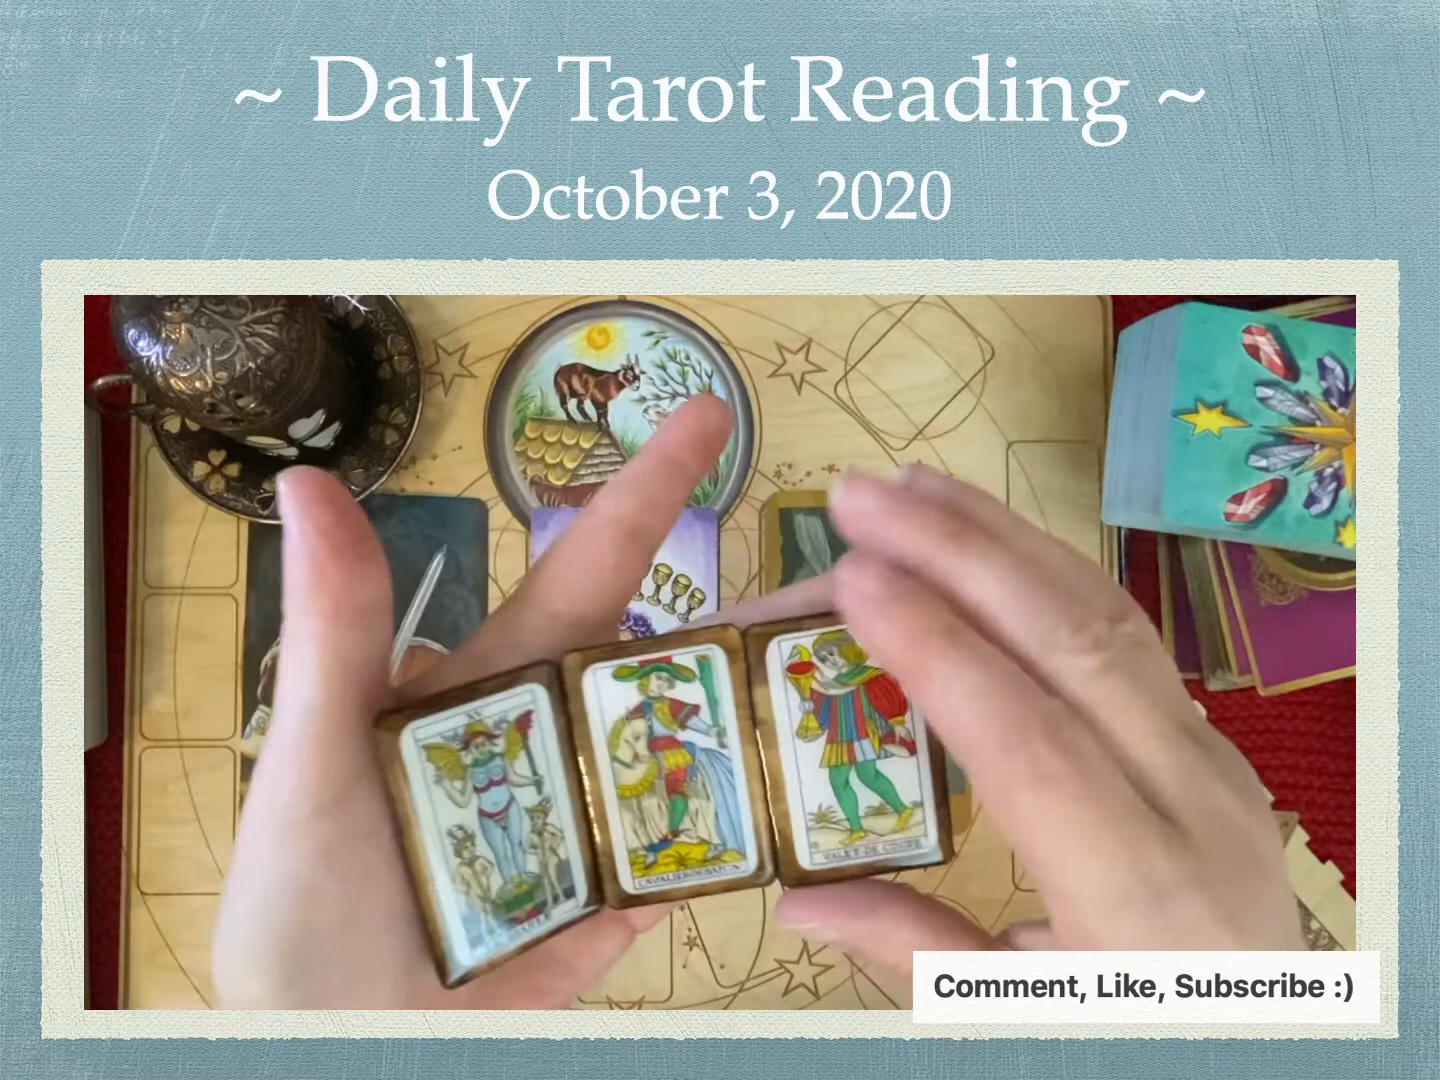 ~ Daily Tarot Reading ~
October 3, 2020
XV
VALET DE COUPE
Comment, Like, Subscribe :)